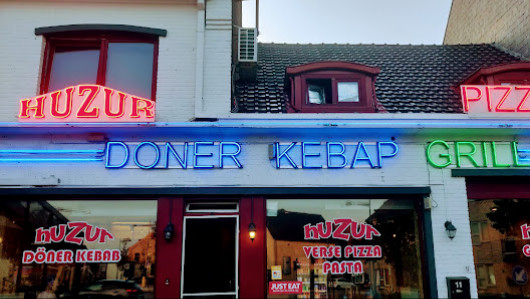 HUZUR
PIZZ
DONER KEBAP GRILL
HUZUR
DÖNER KEBAB
HUZUR
VERSE PIZZA
PASTA
JUST EAT
11